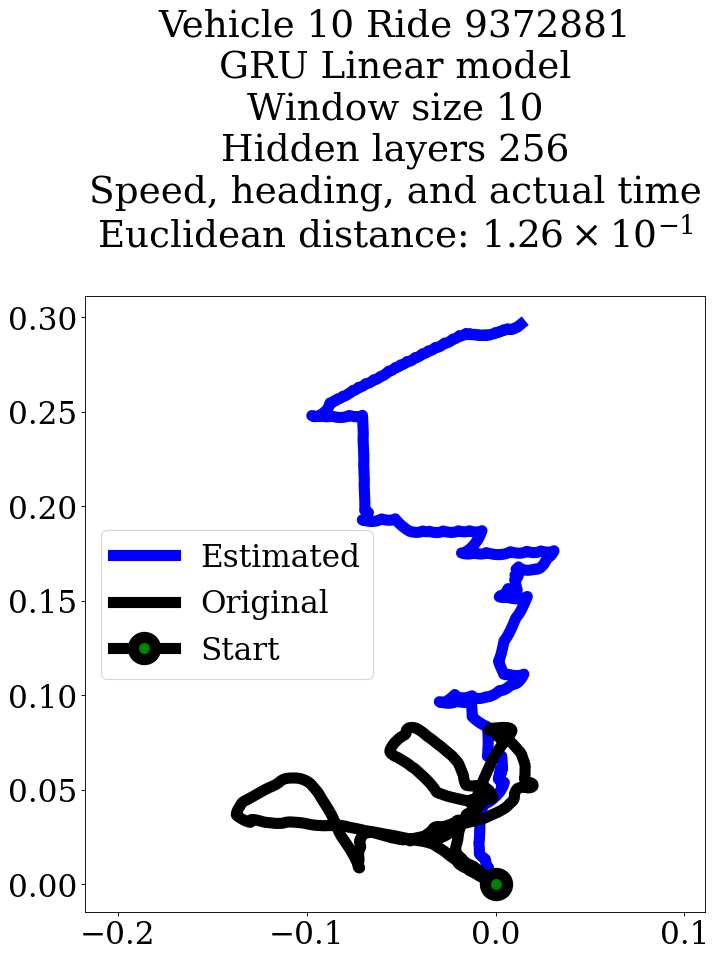 Vehicle 10 Ride 9372881
GRU Linear model
Window size 10
Hidden layers 256
Speed, heading, and actual time
Euclidean distance: 1.26 × 10⁻¹
0.30
0.25
0.20
0.15
0.10
0.05
0.00
Estimated
Original
Start
−0.2 −0.1 0.0 0.1